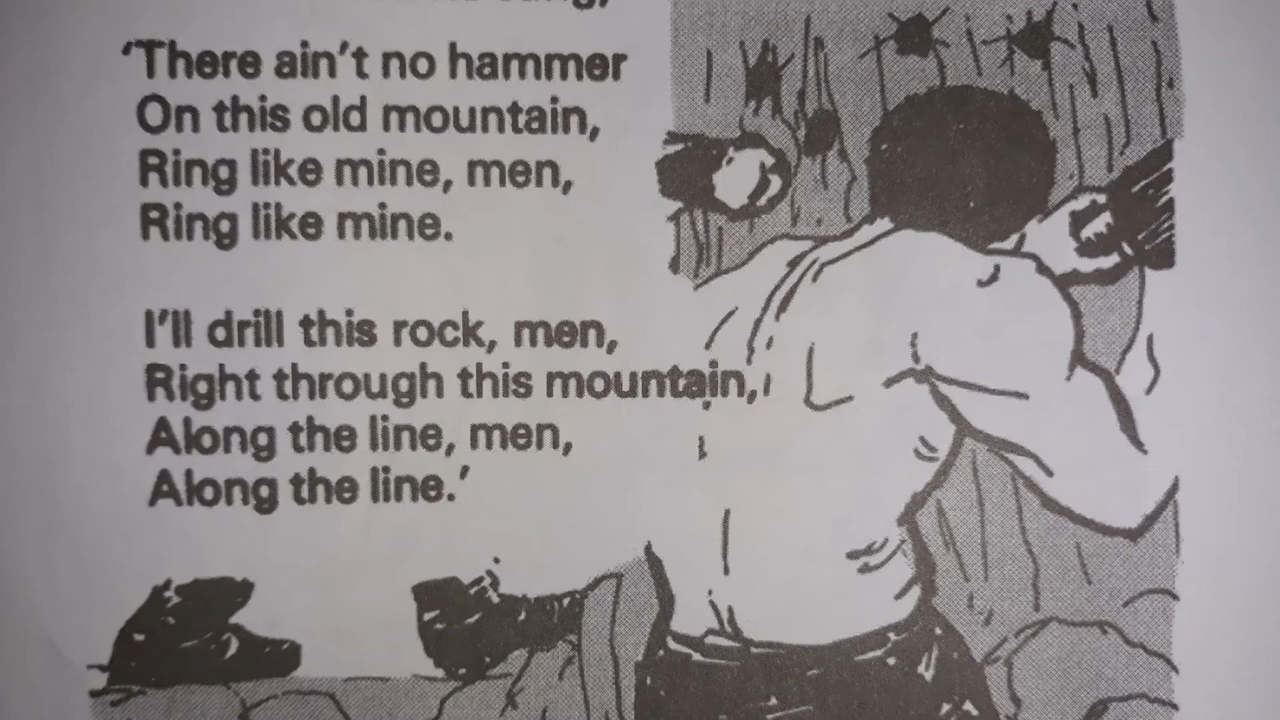 'There ain't no hammer
On this old mountain,
Ring like mine, men,
Ring like mine.
I'll drill this rock, men,
Right through this mountain,
Along the line, men,
Along the line.'